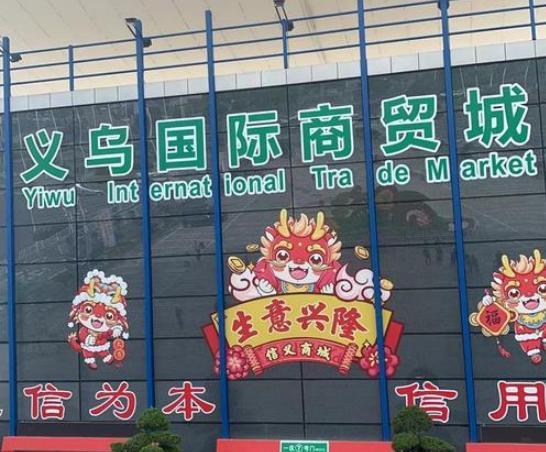 义乌国际商贸城
Yiwu International Trade Market
生意兴隆
信义商城
福
信为本 信用